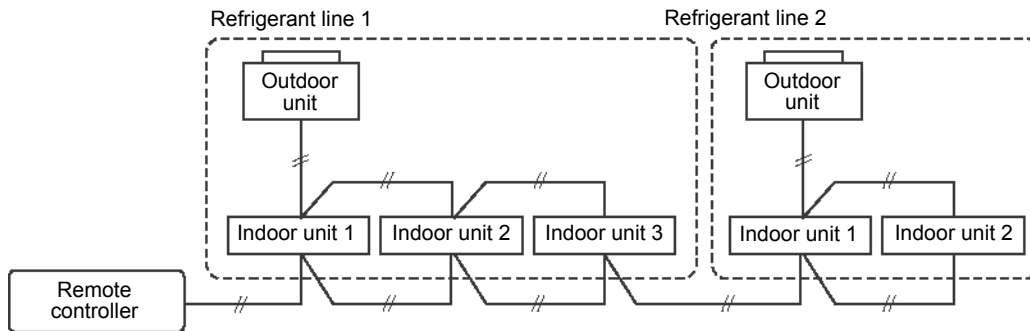 Refrigerant line 1
Refrigerant line 2
Outdoor
unit
Outdoor
unit
Indoor unit 1
Indoor unit 2
Indoor unit 3
Indoor unit 1
Indoor unit 2
Remote
controller